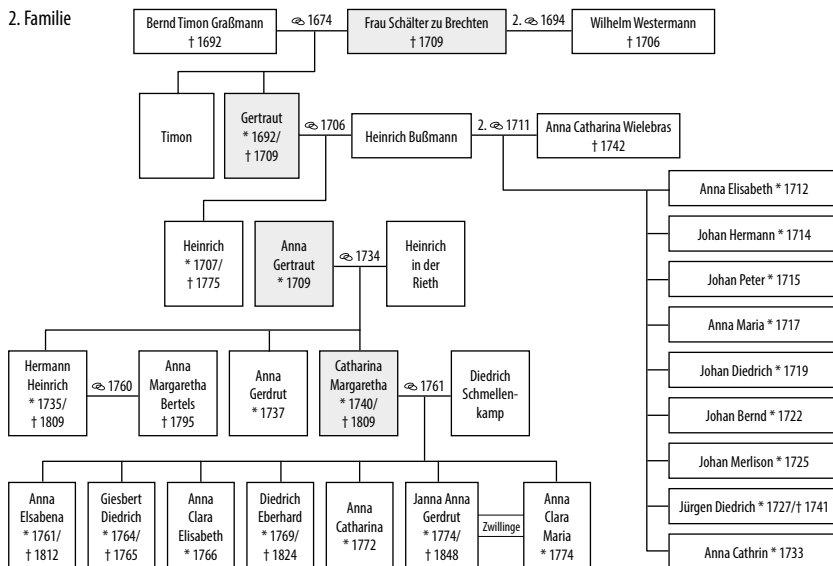 2. Familie
Bernd Timon Graßmann
† 1692
⚭ 1674
Frau Schälter zu Brechten
† 1709
2. ⚭ 1694
Wilhelm Westermann
† 1706
Timon
Gertraut
* 1692/
† 1709
⚭ 1706
Heinrich Bußmann
2. ⚭ 1711
Anna Catharina Wielebras
† 1742
Anna Elisabeth * 1712
Johan Hermann * 1714
Johan Peter * 1715
Anna Maria * 1717
Johan Diedrich * 1719
Johan Bernd * 1722
Johan Merlison * 1725
Jürgen Diedrich * 1727/† 1741
Anna Cathrin * 1733
Heinrich
* 1707/
† 1775
Anna
Gertraut
* 1709
⚭ 1734
Heinrich
in der
Rieth
Hermann
Heinrich
* 1735/
† 1809
⚭ 1760
Anna
Margaretha
Bertels
† 1795
Anna
Gerdrut
* 1737
Catharina
Margaretha
* 1740/
† 1809
⚭ 1761
Diedrich
Schmellen-
kamp
Anna
Elsabena
* 1761/
† 1812
Giesbert
Diedrich
* 1764/
† 1765
Anna
Clara
Elisabeth
* 1766
Diedrich
Eberhard
* 1769/
† 1824
Anna
Catharina
* 1772
Janna Anna
Gerdrut
* 1774/
† 1848
Zwillinge
Anna
Clara
Maria
* 1774